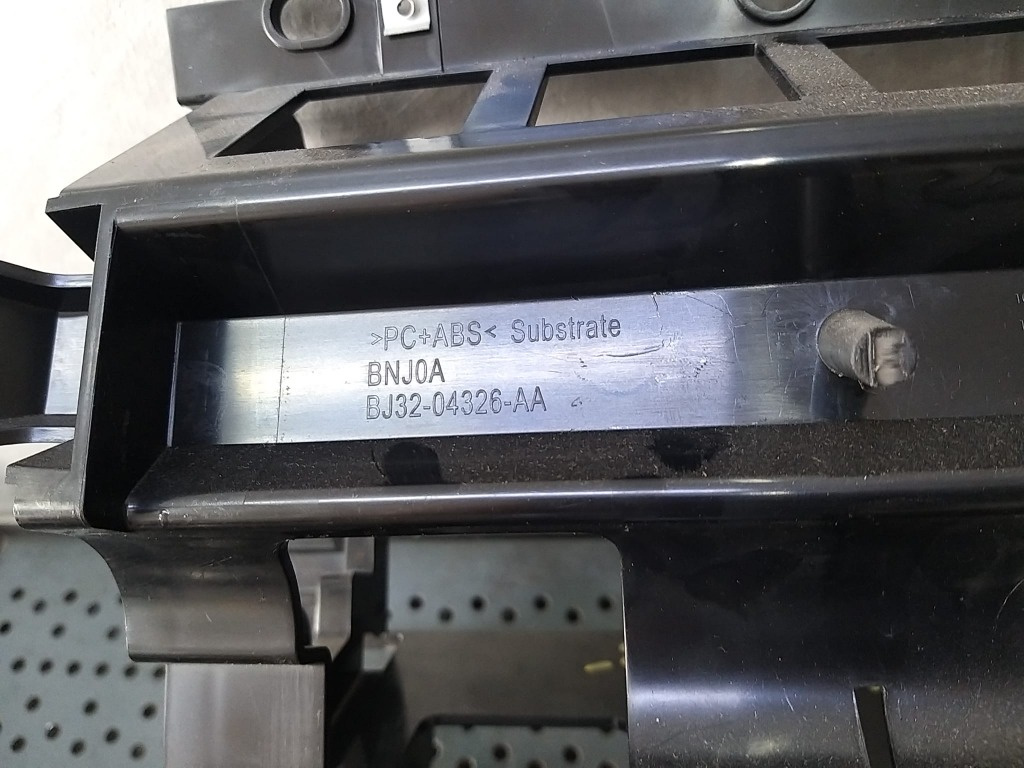 >PC+ABS< Substrate
BNJ0A
BJ32-04326-AA